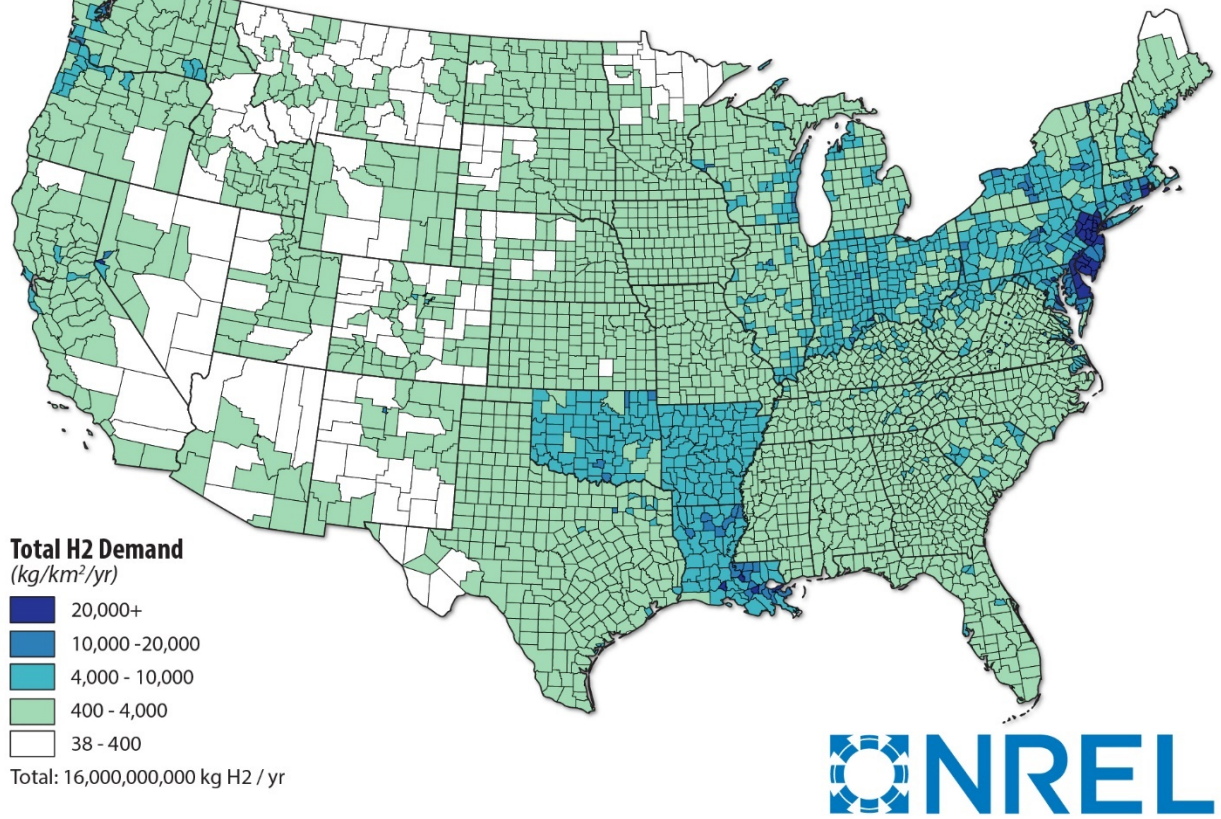 Total H2 Demand
(kg/km²/yr)
20,000+
10,000 -20,000
4,000 - 10,000
400 - 4,000
38 - 400
Total: 16,000,000,000 kg H2 / yr
NREL